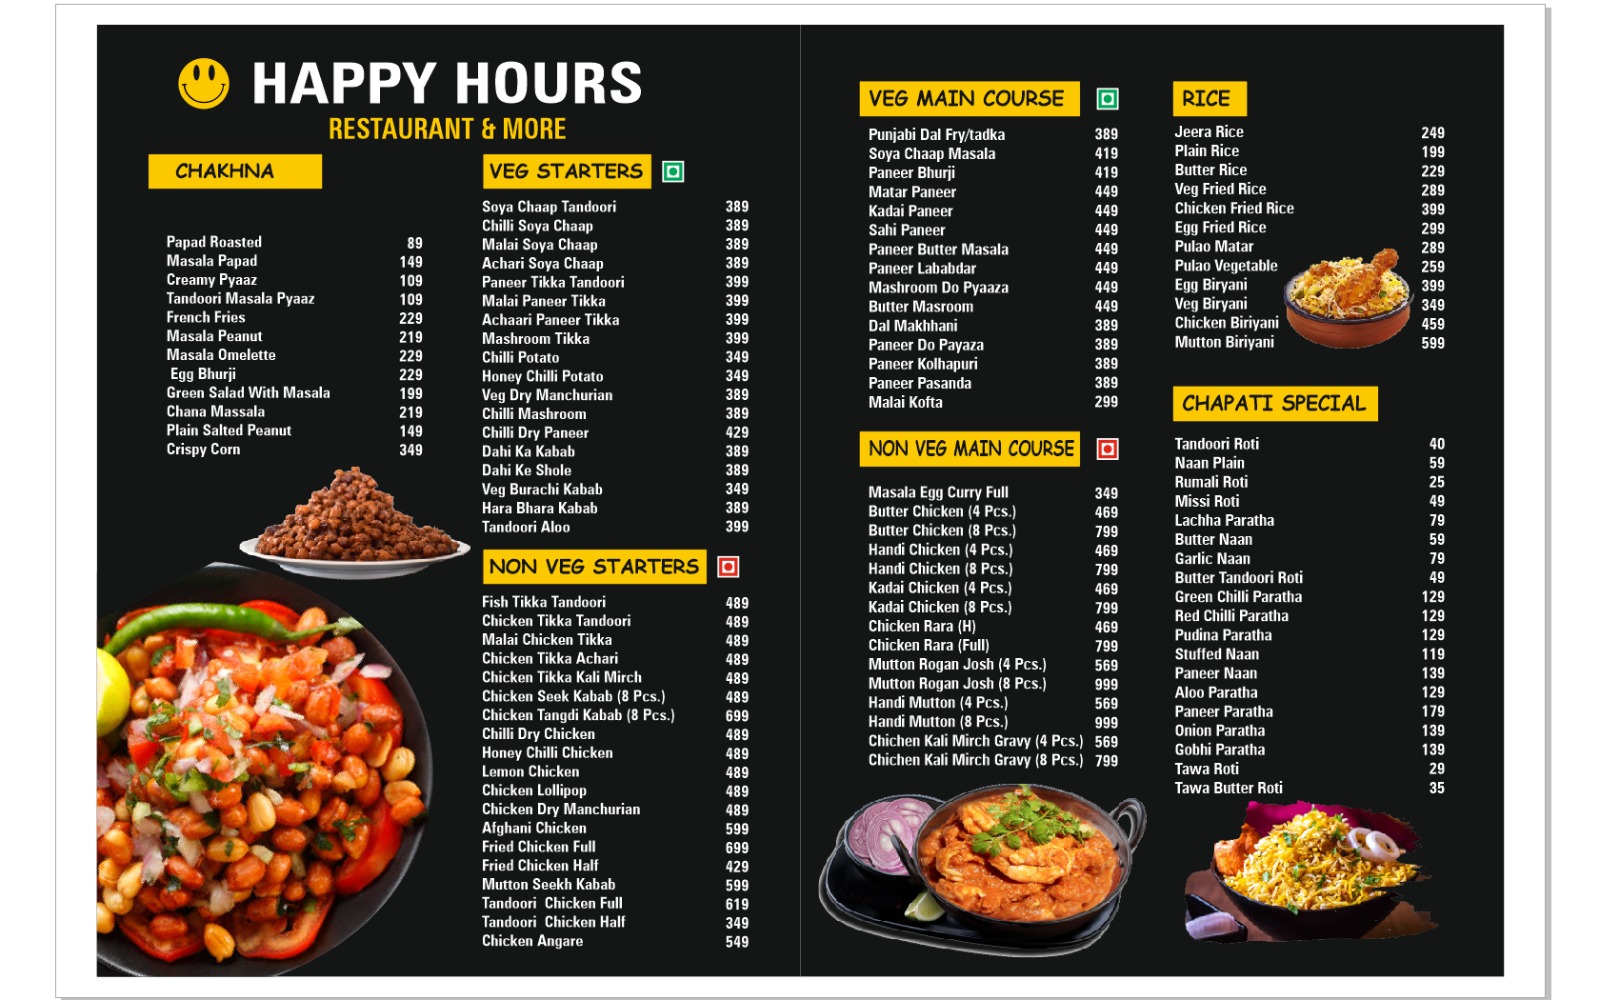 HAPPY HOURS
RESTAURANT & MORE
CHAKHNA
Papad Roasted 89
Masala Papad 149
Creamy Pyaaz 109
Tandoori Masala Pyaaz 109
French Fries 229
Masala Peanut 219
Masala Omelette 229
Egg Bhurji 229
Green Salad With Masala 199
Chana Massala 219
Plain Salted Peanut 149
Crispy Corn 349
VEG STARTERS
Soya Chaap Tandoori 389
Chilli Soya Chaap 389
Malai Soya Chaap 389
Achari Soya Chaap 389
Paneer Tikka Tandoori 399
Malai Paneer Tikka 399
Achaari Paneer Tikka 399
Mashroom Tikka 399
Chilli Potato 349
Honey Chilli Potato 349
Veg Dry Manchurian 389
Chilli Mashroom 389
Chilli Dry Paneer 429
Dahi Ka Kabab 389
Dahi Ke Shole 389
Veg Burachi Kabab 349
Hara Bhara Kabab 389
Tandoori Aloo 399
NON VEG STARTERS
Fish Tikka Tandoori 489
Chicken Tikka Tandoori 489
Malai Chicken Tikka 489
Chicken Tikka Achari 489
Chicken Tikka Kali Mirch 489
Chicken Seek Kabab (8 Pcs.) 489
Chicken Tangdi Kabab (8 Pcs.) 699
Chilli Dry Chicken 489
Honey Chilli Chicken 489
Lemon Chicken 489
Chicken Lollipop 489
Chicken Dry Manchurian 489
Afghani Chicken 599
Fried Chicken Full 699
Fried Chicken Half 429
Mutton Seekh Kabab 599
Tandoori Chicken Full 619
Tandoori Chicken Half 349
Chicken Angare 549
VEG MAIN COURSE
Punjabi Dal Fry/tadka 389
Soya Chaap Masala 419
Paneer Bhurji 419
Matar Paneer 449
Kadai Paneer 449
Sahi Paneer 449
Paneer Butter Masala 449
Paneer Lababdar 449
Mashroom Do Pyaaza 449
Butter Masroom 449
Dal Makhhani 389
Paneer Do Payaza 389
Paneer Kolhapuri 389
Paneer Pasanda 389
Malai Kofta 299
NON VEG MAIN COURSE
Masala Egg Curry Full 349
Butter Chicken (4 Pcs.) 469
Butter Chicken (8 Pcs.) 799
Handi Chicken (4 Pcs.) 469
Handi Chicken (8 Pcs.) 799
Kadai Chicken (4 Pcs.) 469
Kadai Chicken (8 Pcs.) 799
Chicken Rara (H) 469
Chicken Rara (Full) 799
Mutton Rogan Josh (4 Pcs.) 569
Mutton Rogan Josh (8 Pcs.) 999
Handi Mutton (4 Pcs.) 569
Handi Mutton (8 Pcs.) 999
Chichen Kali Mirch Gravy (4 Pcs.) 569
Chichen Kali Mirch Gravy (8 Pcs.) 799
RICE
Jeera Rice 249
Plain Rice 199
Butter Rice 229
Veg Fried Rice 289
Chicken Fried Rice 399
Egg Fried Rice 299
Pulao Matar 289
Pulao Vegetable 259
Egg Biryani 399
Veg Biryani 349
Chicken Biriyani 459
Mutton Biriyani 599
CHAPATI SPECIAL
Tandoori Roti 40
Naan Plain 59
Rumali Roti 25
Missi Roti 49
Lachha Paratha 79
Butter Naan 59
Garlic Naan 79
Butter Tandoori Roti 49
Green Chilli Paratha 129
Red Chilli Paratha 129
Pudina Paratha 129
Stuffed Naan 119
Paneer Naan 139
Aloo Paratha 129
Paneer Paratha 179
Onion Paratha 139
Gobhi Paratha 139
Tawa Roti 29
Tawa Butter Roti 35